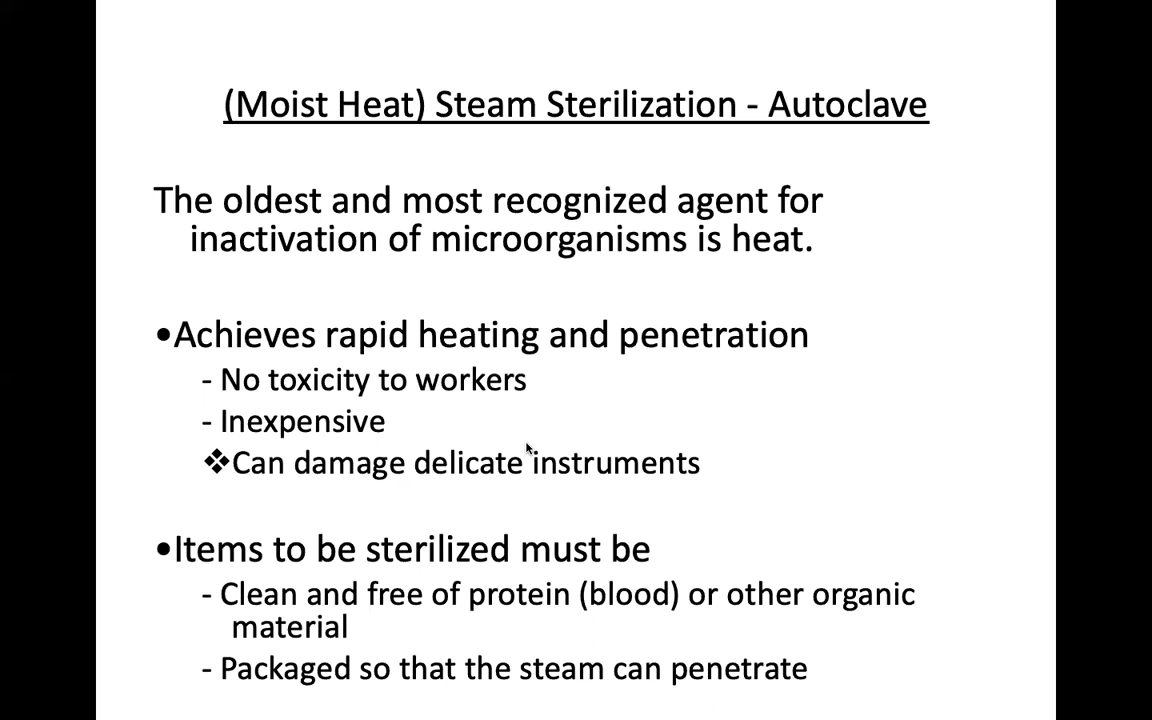 (Moist Heat) Steam Sterilization - Autoclave
The oldest and most recognized agent for
inactivation of microorganisms is heat.
•Achieves rapid heating and penetration
- No toxicity to workers
- Inexpensive
❖Can damage delicate instruments
•Items to be sterilized must be
- Clean and free of protein (blood) or other organic
material
- Packaged so that the steam can penetrate